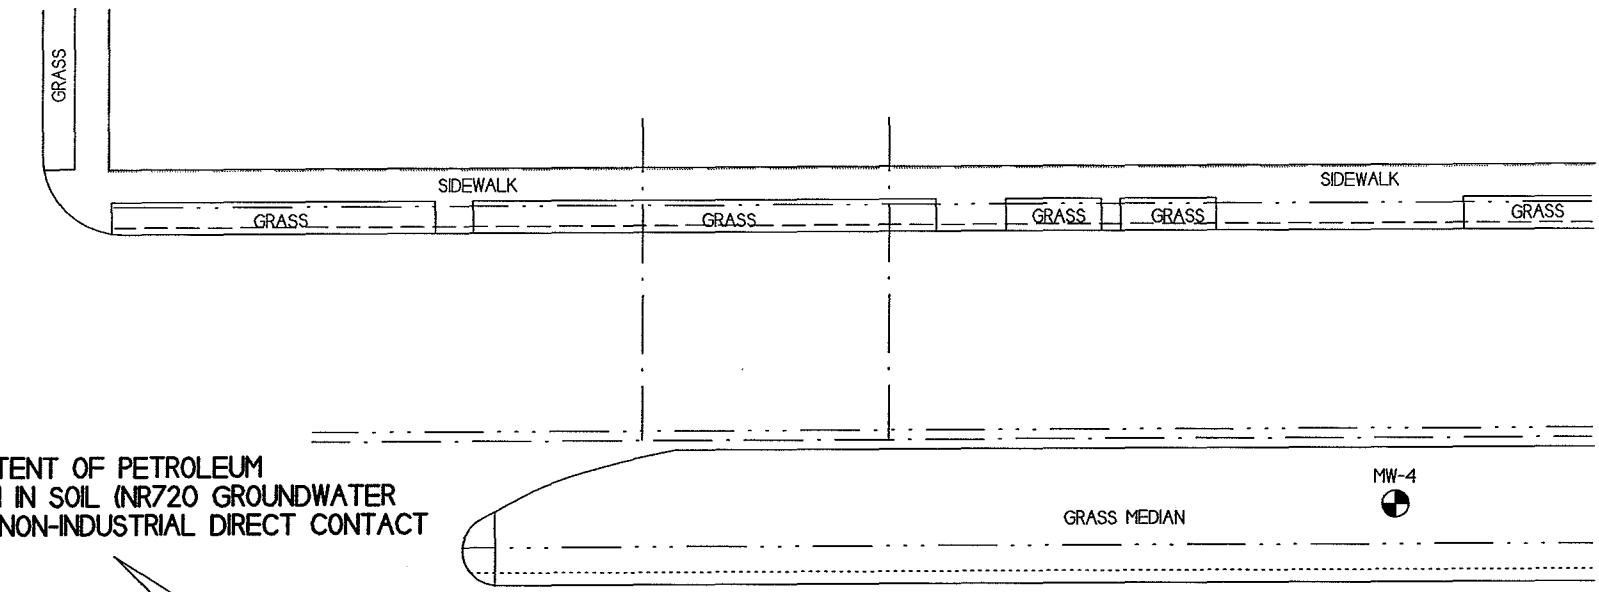 GRASS
SIDEWALK
SIDEWALK
GRASS
GRASS
GRASS
GRASS
GRASS
TENT OF PETROLEUM
IN SOIL (NR720 GROUNDWATER
NON-INDUSTRIAL DIRECT CONTACT
MW-4
GRASS MEDIAN